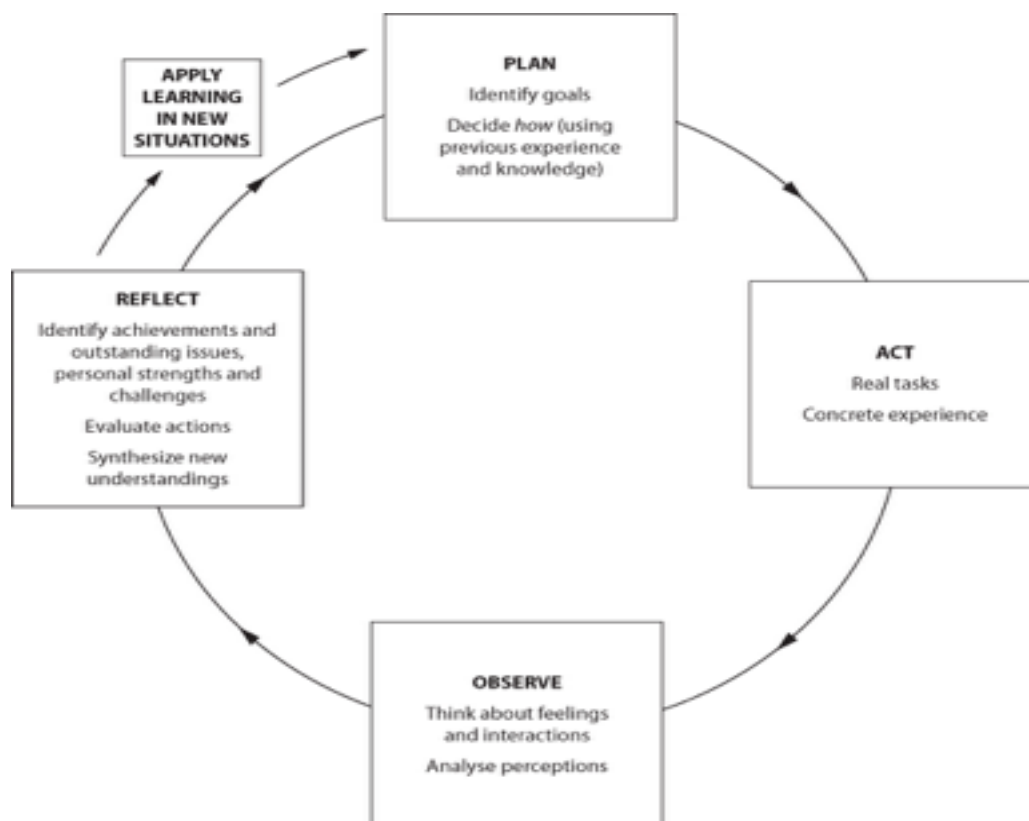 PLAN
Identify goals
Decide how (using
previous experience
and knowledge)
APPLY
LEARNING
IN NEW
SITUATIONS
ACT
Real tasks
Concrete experience
OBSERVE
Think about feelings
and interactions
Analyse perceptions
REFLECT
Identify achievements and
outstanding issues,
personal strengths and
challenges
Evaluate actions
Synthesize new
understandings